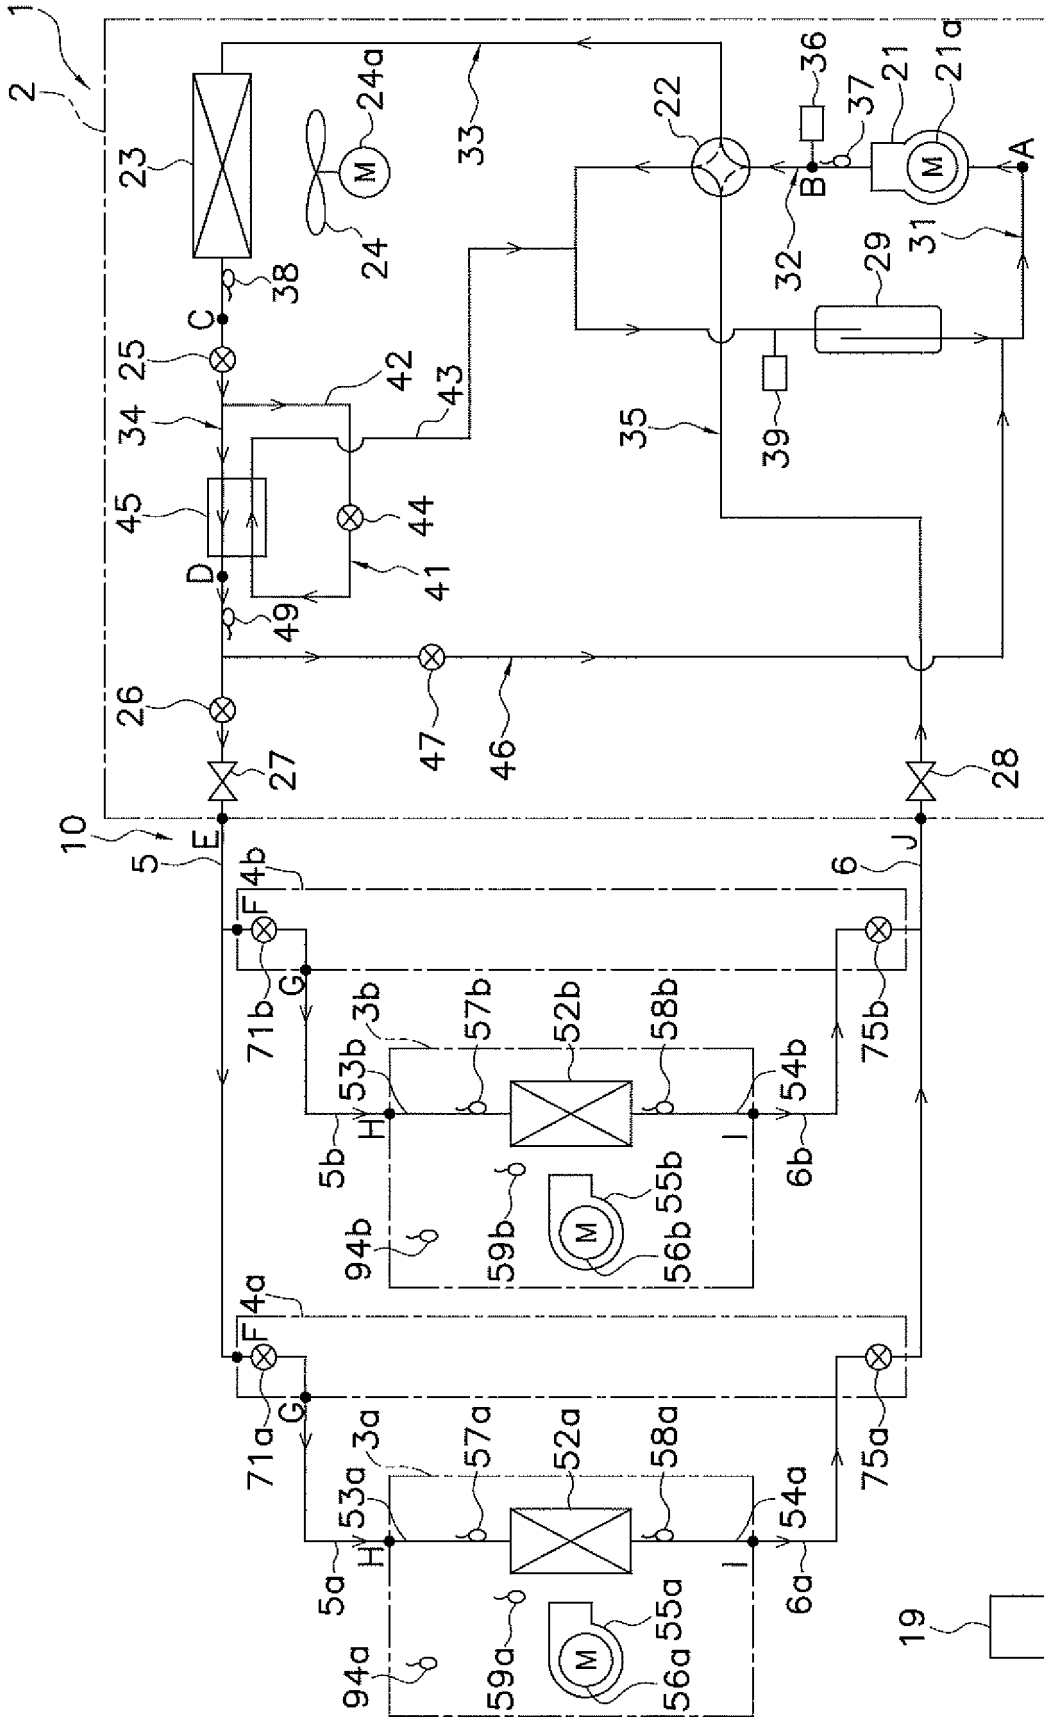 1
2
23
24a
M
24
38
C
25
34
42
43
33
22
36
37
21
21a
M
A
B
32
31
29
39
35
45
D
49
44
41
26
27
47
46
28
10
E
5
J
6
4b
F
71b
G
3b
53b
57b
52b
58b
54b
75b
5b
H
I
6b
94b
59b
55b
56b
M
4a
F
71a
G
3a
53a
57a
52a
58a
54a
75a
5a
H
I
6a
94a
59a
55a
56a
M
19